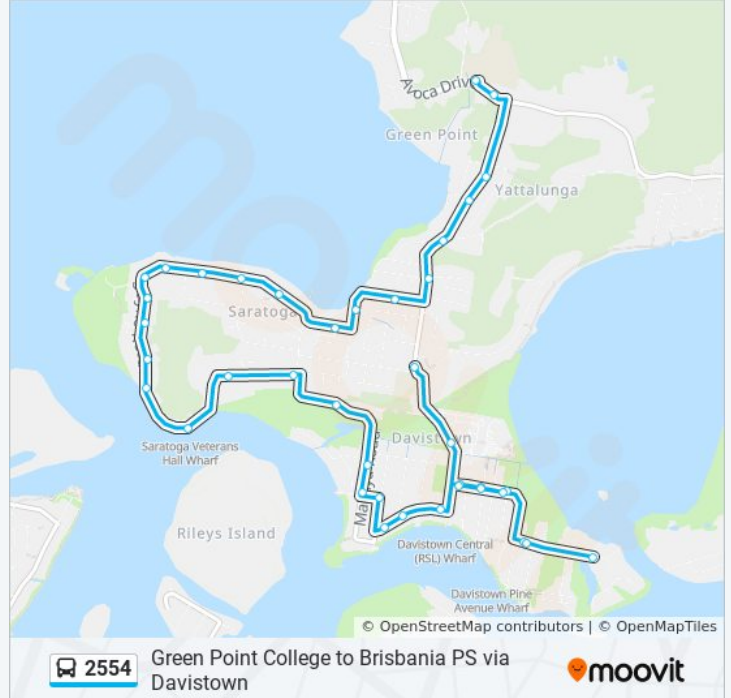 Avoca Drive
Green Point
Yattalunga
Saratoga
Davistown
Saratoga Veterans
Hall Wharf
Rileys Island
Davistown Central
(RSL) Wharf
Davistown Pine
Avenue Wharf
© OpenStreetMap contributors | © OpenMapTiles
2554
Green Point College to Brisbania PS via
Davistown
moovit